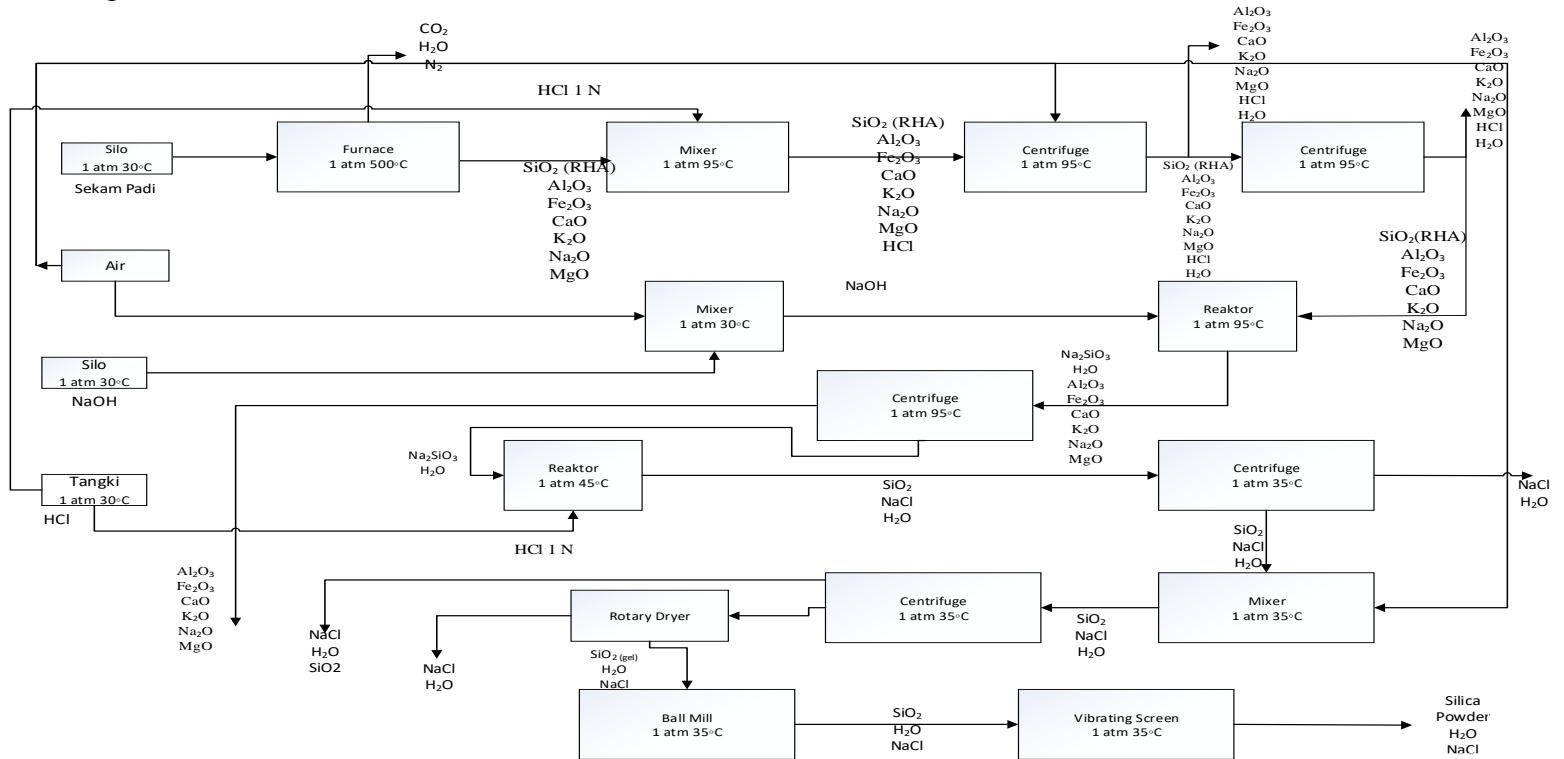 CO₂
H₂O
N₂
Al₂O₃
Fe₂O₃
CaO
K₂O
Na₂O
MgO
HCl
H₂O
Al₂O₃
Fe₂O₃
CaO
K₂O
Na₂O
MgO
HCl
H₂O
HCl 1 N
Silo
1 atm 30◦C
Sekam Padi
Furnace
1 atm 500◦C
SiO₂ (RHA)
Al₂O₃
Fe₂O₃
CaO
K₂O
Na₂O
MgO
Mixer
1 atm 95◦C
SiO₂ (RHA)
Al₂O₃
Fe₂O₃
CaO
K₂O
Na₂O
MgO
HCl
Centrifuge
1 atm 95◦C
SiO₂ (RHA)
Al₂O₃
Fe₂O₃
CaO
K₂O
Na₂O
MgO
HCl
H₂O
Centrifuge
1 atm 95◦C
SiO₂(RHA)
Al₂O₃
Fe₂O₃
CaO
K₂O
Na₂O
MgO
Air
Mixer
1 atm 30◦C
NaOH
Reaktor
1 atm 95◦C
Silo
1 atm 30◦C
NaOH
Centrifuge
1 atm 95◦C
Na₂SiO₃
H₂O
Al₂O₃
Fe₂O₃
CaO
K₂O
Na₂O
MgO
Tangki
1 atm 30◦C
HCl
Na₂SiO₃
H₂O
Reaktor
1 atm 45◦C
SiO₂
NaCl
H₂O
Centrifuge
1 atm 35◦C
NaCl
H₂O
HCl 1 N
SiO₂
NaCl
H₂O
Al₂O₃
Fe₂O₃
CaO
K₂O
Na₂O
MgO
NaCl
H₂O
SiO2
NaCl
H₂O
Rotary Dryer
Centrifuge
1 atm 35◦C
SiO₂
NaCl
H₂O
Mixer
1 atm 35◦C
SiO₂ (gel)
H₂O
NaCl
Ball Mill
1 atm 35◦C
SiO₂
H₂O
NaCl
Vibrating Screen
1 atm 35◦C
Silica
Powder
H₂O
NaCl